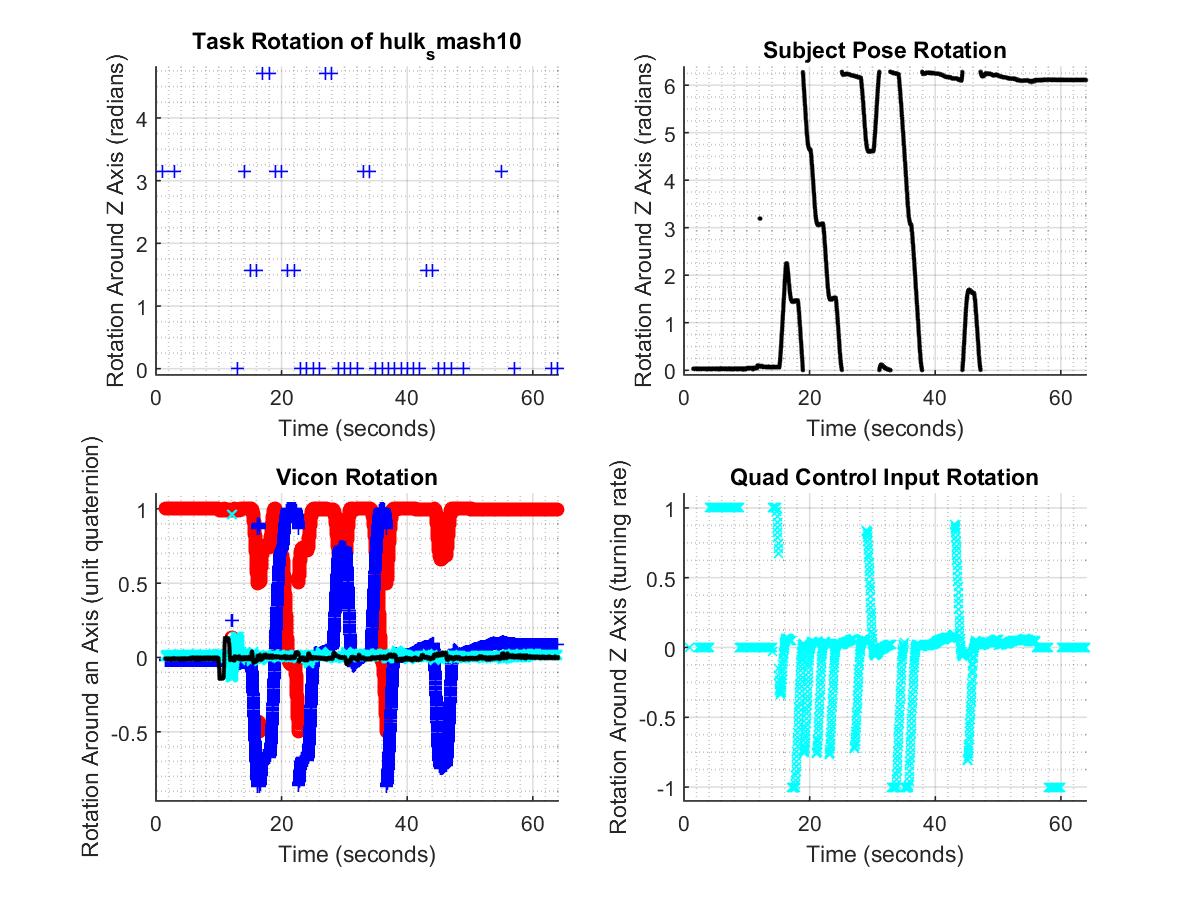 Task Rotation of hulksmash10
Rotation Around Z Axis (radians)
4
3
2
1
0
0 20 40 60
Time (seconds)
Subject Pose Rotation
Rotation Around Z Axis (radians)
6
5
4
3
2
1
0
0 20 40 60
Time (seconds)
Vicon Rotation
Rotation Around an Axis (unit quaternion)
1
0.5
0
-0.5
0 20 40 60
Time (seconds)
Quad Control Input Rotation
Rotation Around Z Axis (turning rate)
1
0.5
0
-0.5
-1
0 20 40 60
Time (seconds)